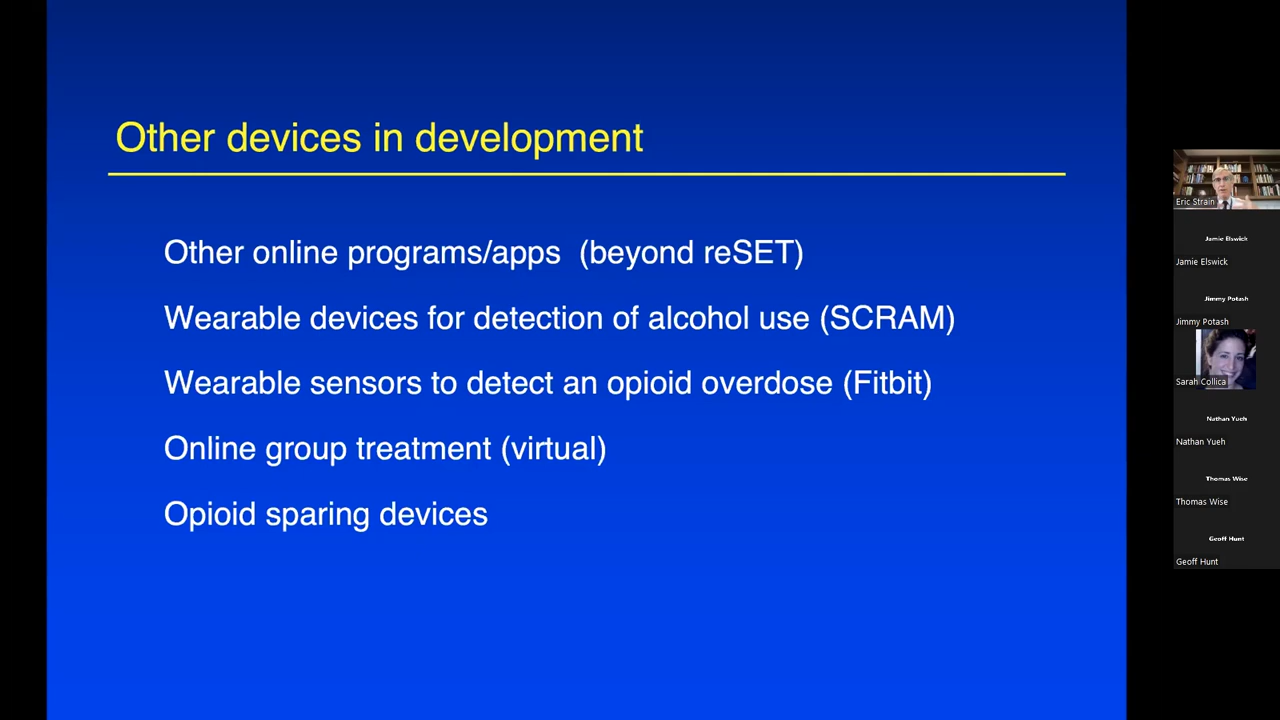 Other devices in development
Other online programs/apps  (beyond reSET)
Wearable devices for detection of alcohol use (SCRAM)
Wearable sensors to detect an opioid overdose (Fitbit)
Online group treatment (virtual)
Opioid sparing devices
Eric Strain
Jamie Elswick
Jamie Elswick
Jimmy Potash
Jimmy Potash
Sarah Collica
Nathan Yueh
Nathan Yueh
Thomas Wise
Thomas Wise
Geoff Hunt
Geoff Hunt